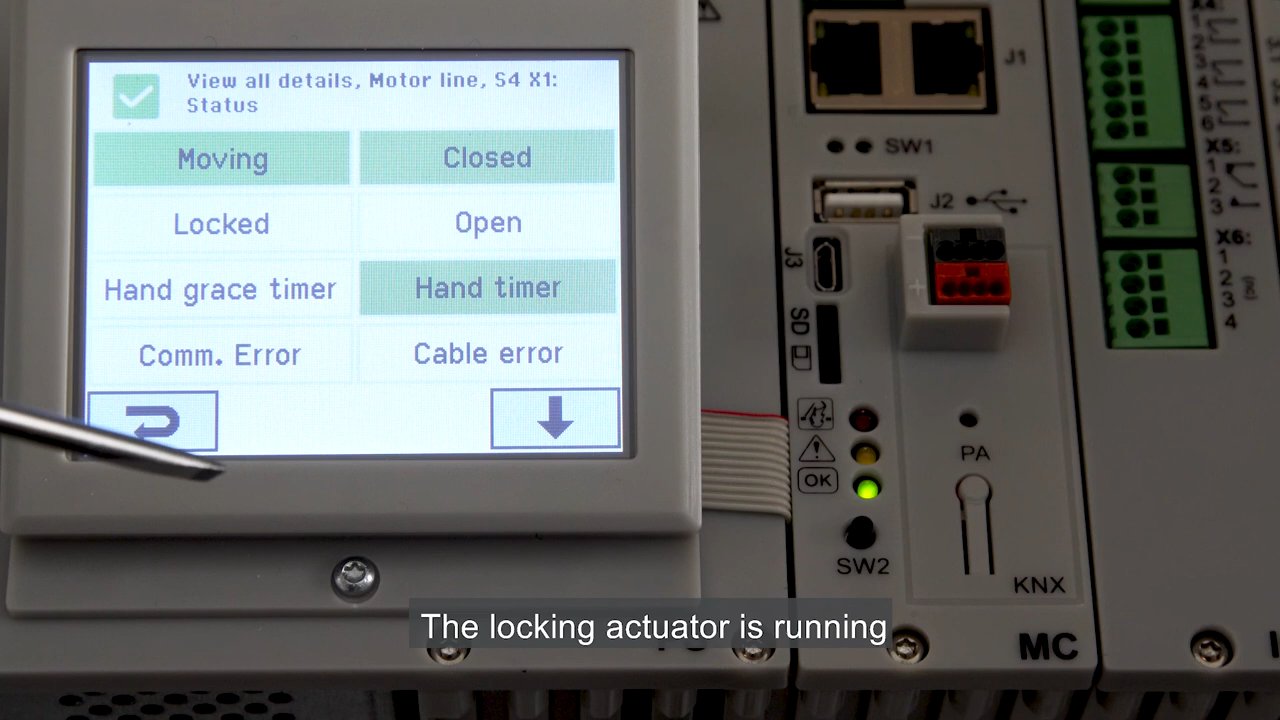 View all details, Motor line, S4 X1:
Status
Moving
Closed
Locked
Open
Hand grace timer
Hand timer
Comm. Error
Cable error
J1
SW1
J2
J3
SD
OK
SW2
PA
KNX
MC
X4:
1
2
3
4
5
6
X5:
1
2
3
X6:
1
2
3
4
The locking actuator is running